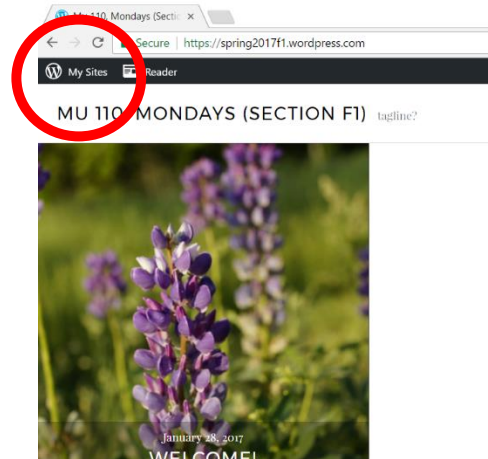 Mu 110, Mondays (Sectio
Secure | https://spring2017f1.wordpress.com
My Sites Reader
MU 110, MONDAYS (SECTION F1) tagline?
January 28, 2017
WELCOME!